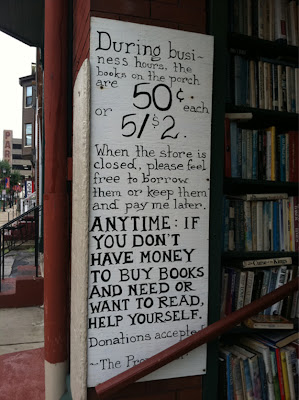 During busi-
ness hours, the
books on the porch
are 50¢ each
or 5/$2.
When the store is
closed, please feel
free to borrow
them or keep them
and pay me later.
ANYTIME: IF
YOU DON'T
HAVE MONEY
TO BUY BOOKS
AND NEED OR
WANT TO READ,
HELP YOURSELF.
Donations accepted
~The